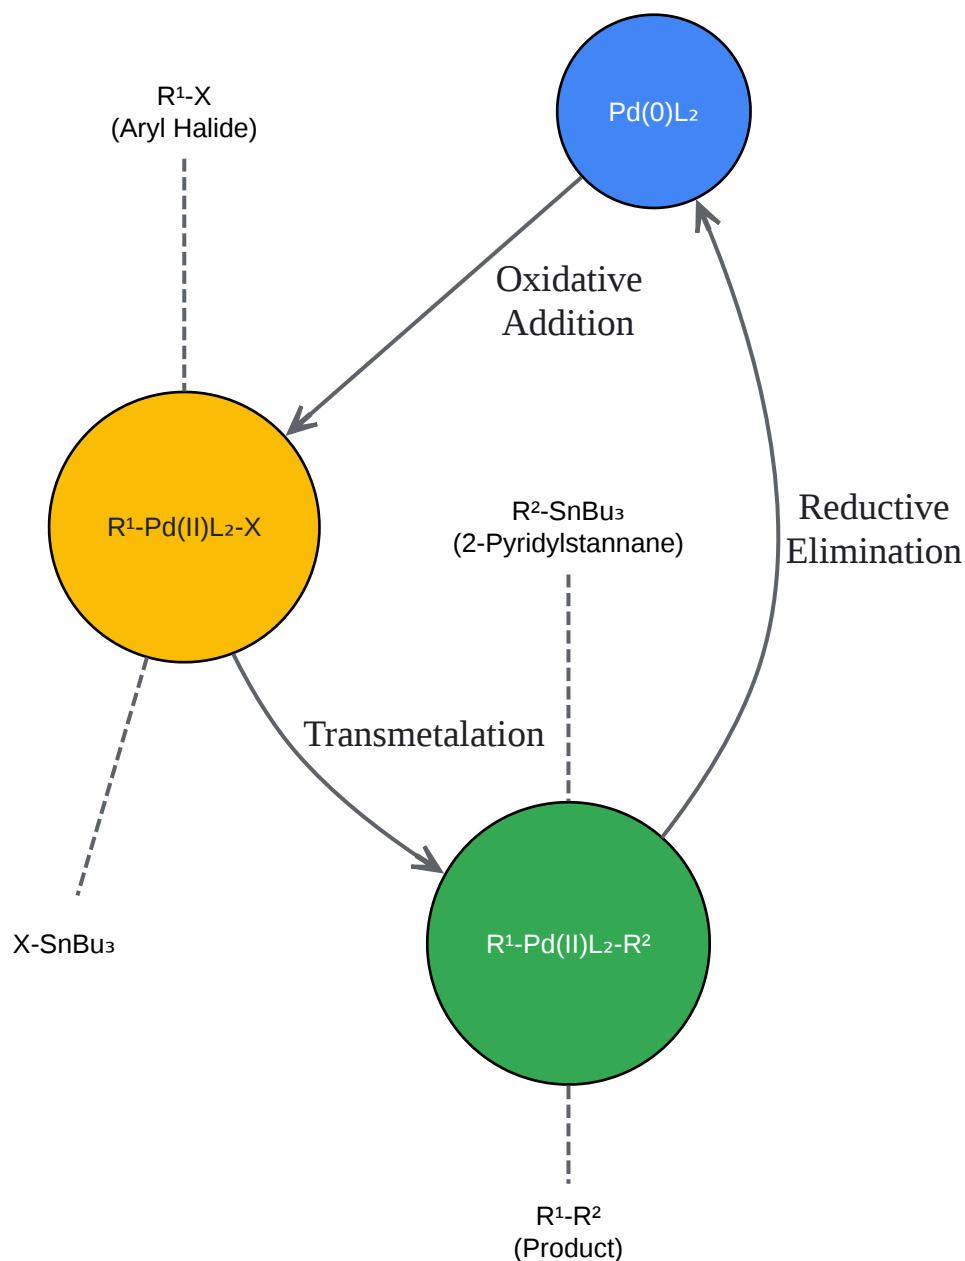 R¹-X
(Aryl Halide)
Pd(0)L₂
Oxidative
Addition
R¹-Pd(II)L₂-X
R²-SnBu₃
(2-Pyridylstannane)
Reductive
Elimination
Transmetalation
X-SnBu₃
R¹-Pd(II)L₂-R²
R¹-R²
(Product)